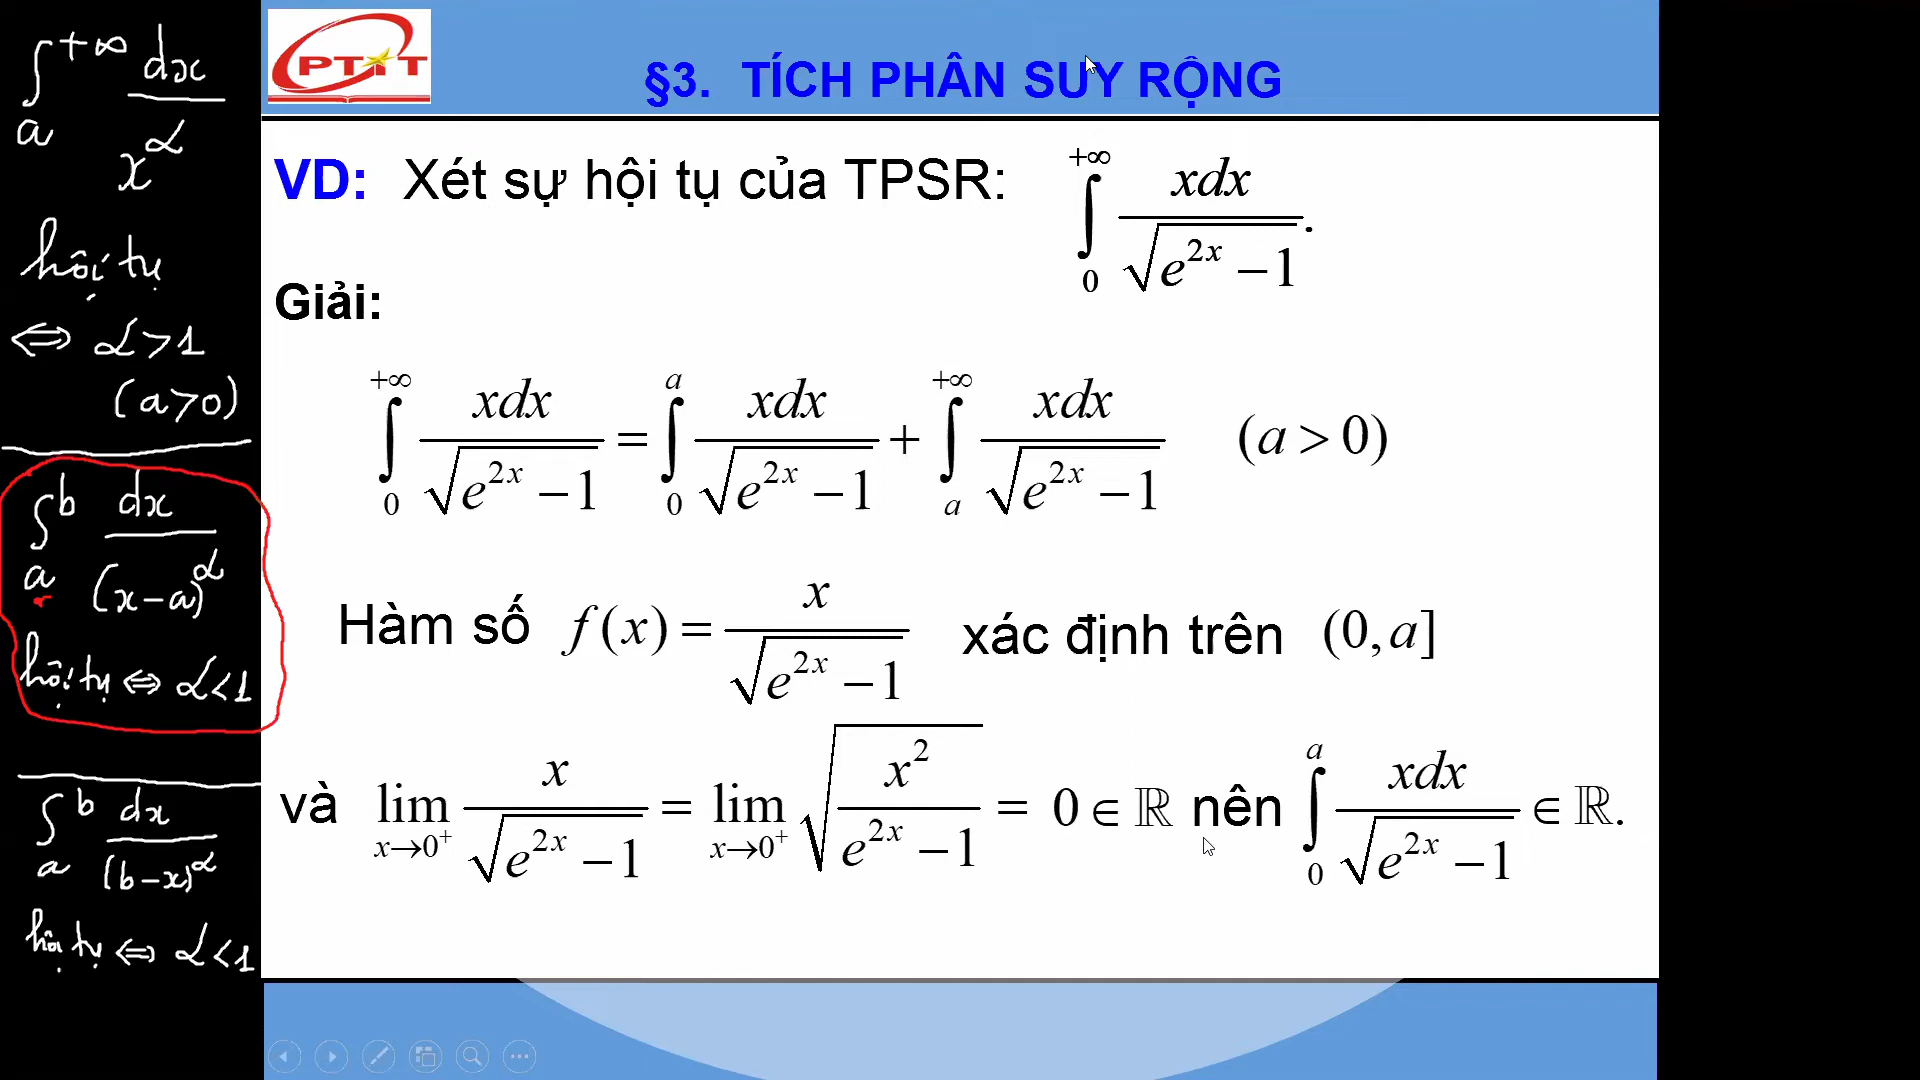 ∫_a^{+∞} dx/x^α
hội tụ
⇔ α>1
(a>0)
∫_a^b dx/(x-a)^α
hội tụ ⇔ α<1
∫_a^b dx/(b-x)^α
hội tụ ⇔ α<1
PTIT
§3. TÍCH PHÂN SUY RỘNG
VD: Xét sự hội tụ của TPSR: ∫_0^{+∞} xdx/√(e^{2x} − 1).
Giải:
∫_0^{+∞} xdx/√(e^{2x} − 1) = ∫_0^a xdx/√(e^{2x} − 1) + ∫_a^{+∞} xdx/√(e^{2x} − 1) (a > 0)
Hàm số f(x) = x/√(e^{2x} − 1) xác định trên (0, a]
và lim_{x→0⁺} x/√(e^{2x} − 1) = lim_{x→0⁺} √(x²/(e^{2x} − 1)) = 0 ∈ ℝ nên ∫_0^a xdx/√(e^{2x} − 1) ∈ ℝ.